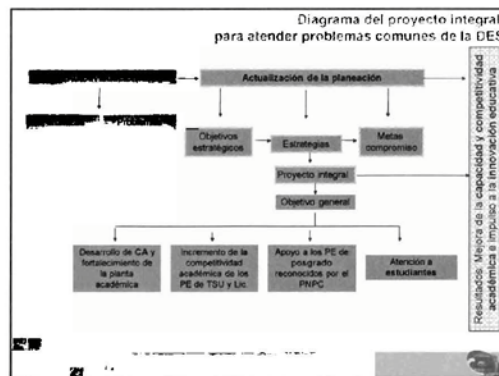 Diagrama del proyecto integral
para atender problemas comunes de la DES
Actualización de la planeación
Objetivos
estratégicos
Estrategias
Metas
compromiso
Proyecto integral
Objetivo general
Desarrollo de CA y
fortalecimiento de
la planta
académica
Incremento de la
competitividad
académica de los
PE de TSU y Lic.
Apoyo a los PE de
posgrado
reconocidos por el
PNPC
Atención a
estudiantes
Resultados: Mejora de la capacidad y competitividad
académica e impulso a la innovación educativa